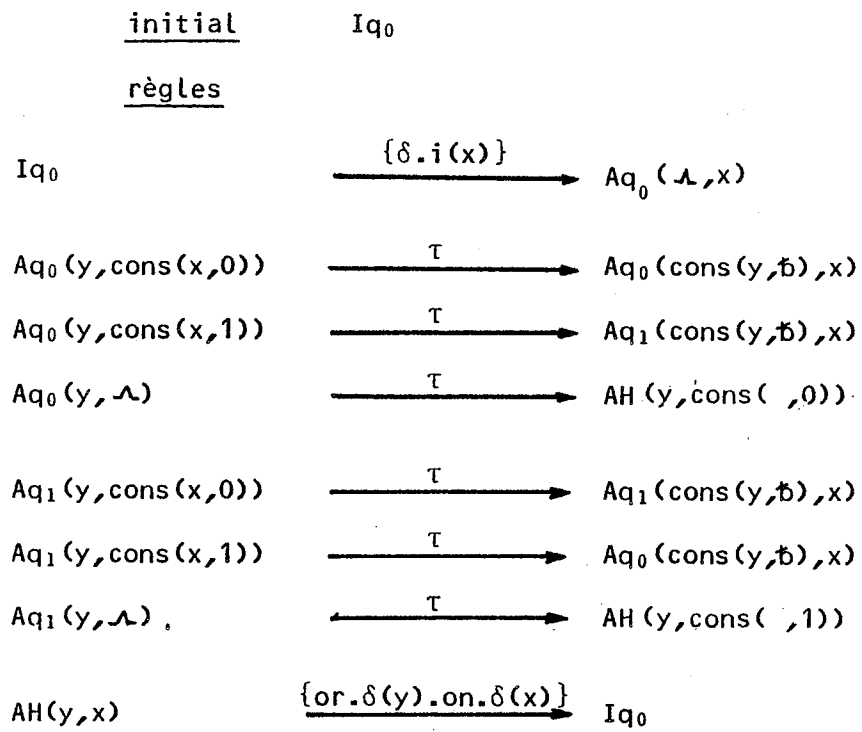 initial Iq₀
règles
Iq₀ {δ.i(x)} Aq₀(Λ,x)
Aq₀(y,cons(x,0)) τ Aq₀(cons(y,ƀ),x)
Aq₀(y,cons(x,1)) τ Aq₁(cons(y,ƀ),x)
Aq₀(y,Λ) τ AH(y,cons( ,0))
Aq₁(y,cons(x,0)) τ Aq₁(cons(y,ƀ),x)
Aq₁(y,cons(x,1)) τ Aq₀(cons(y,ƀ),x)
Aq₁(y,Λ) τ AH(y,cons( ,1))
AH(y,x) {or.δ(y).on.δ(x)} Iq₀